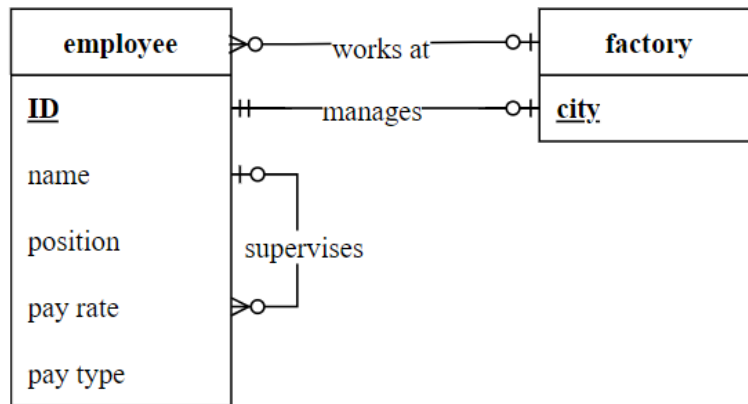 employee
works at
factory
ID
manages
city
name
position
supervises
pay rate
pay type